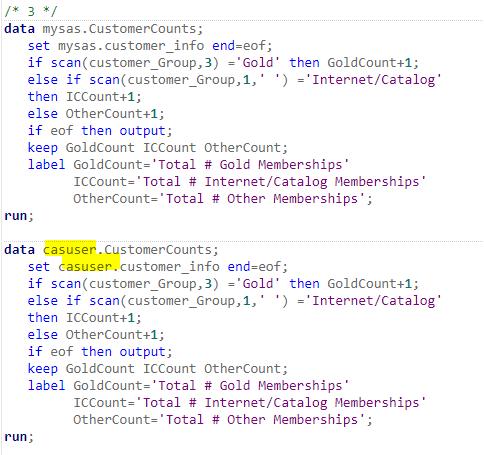 /* 3 */
data mysas.CustomerCounts;
set mysas.customer_info end=eof;
if scan(customer_Group,3) ='Gold' then GoldCount+1;
else if scan(customer_Group,1,' ') ='Internet/Catalog'
then ICCount+1;
else OtherCount+1;
if eof then output;
keep GoldCount ICCount OtherCount;
label GoldCount='Total # Gold Memberships'
ICCount='Total # Internet/Catalog Memberships'
OtherCount='Total # Other Memberships';
run;
data casuser.CustomerCounts;
set casuser.customer_info end=eof;
if scan(customer_Group,3) ='Gold' then GoldCount+1;
else if scan(customer_Group,1,' ') ='Internet/Catalog'
then ICCount+1;
else OtherCount+1;
if eof then output;
keep GoldCount ICCount OtherCount;
label GoldCount='Total # Gold Memberships'
ICCount='Total # Internet/Catalog Memberships'
OtherCount='Total # Other Memberships';
run;